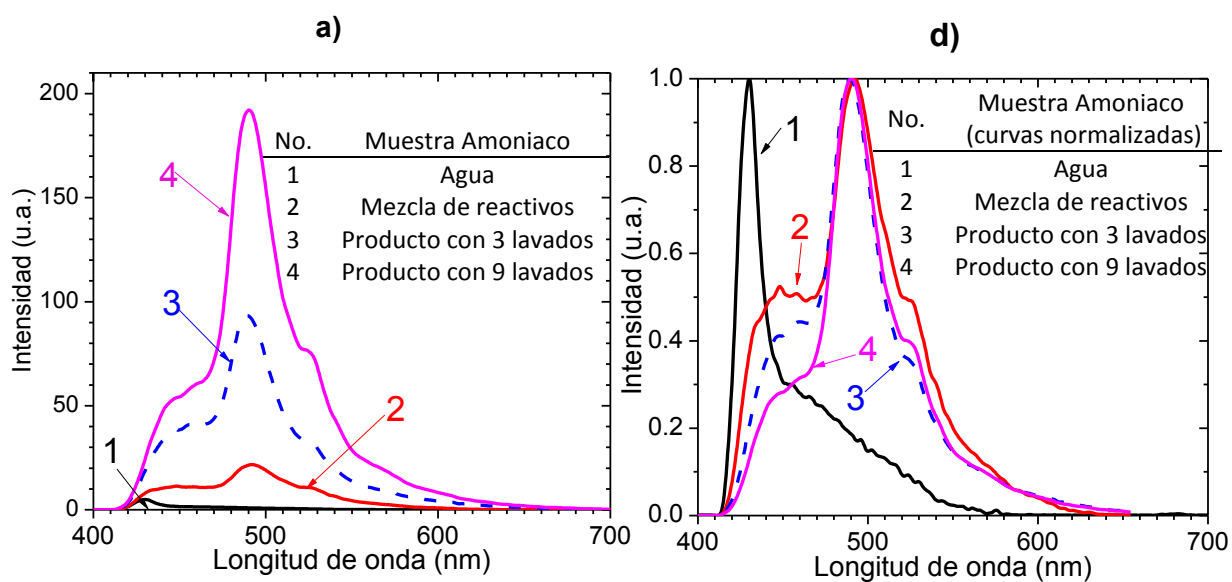 a)
Intensidad (u.a.)
200
150
100
50
0
No. Muestra Amoniaco
1 Agua
2 Mezcla de reactivos
3 Producto con 3 lavados
4 Producto con 9 lavados
4
3
2
1
400 500 600 700
Longitud de onda (nm)
d)
Intensidad (u.a.)
1.0
0.8
0.6
0.4
0.2
0.0
No. Muestra Amoniaco
(curvas normalizadas)
1 Agua
2 Mezcla de reactivos
3 Producto con 3 lavados
4 Producto con 9 lavados
1
2
4
3
400 500 600 700
Longitud de onda (nm)